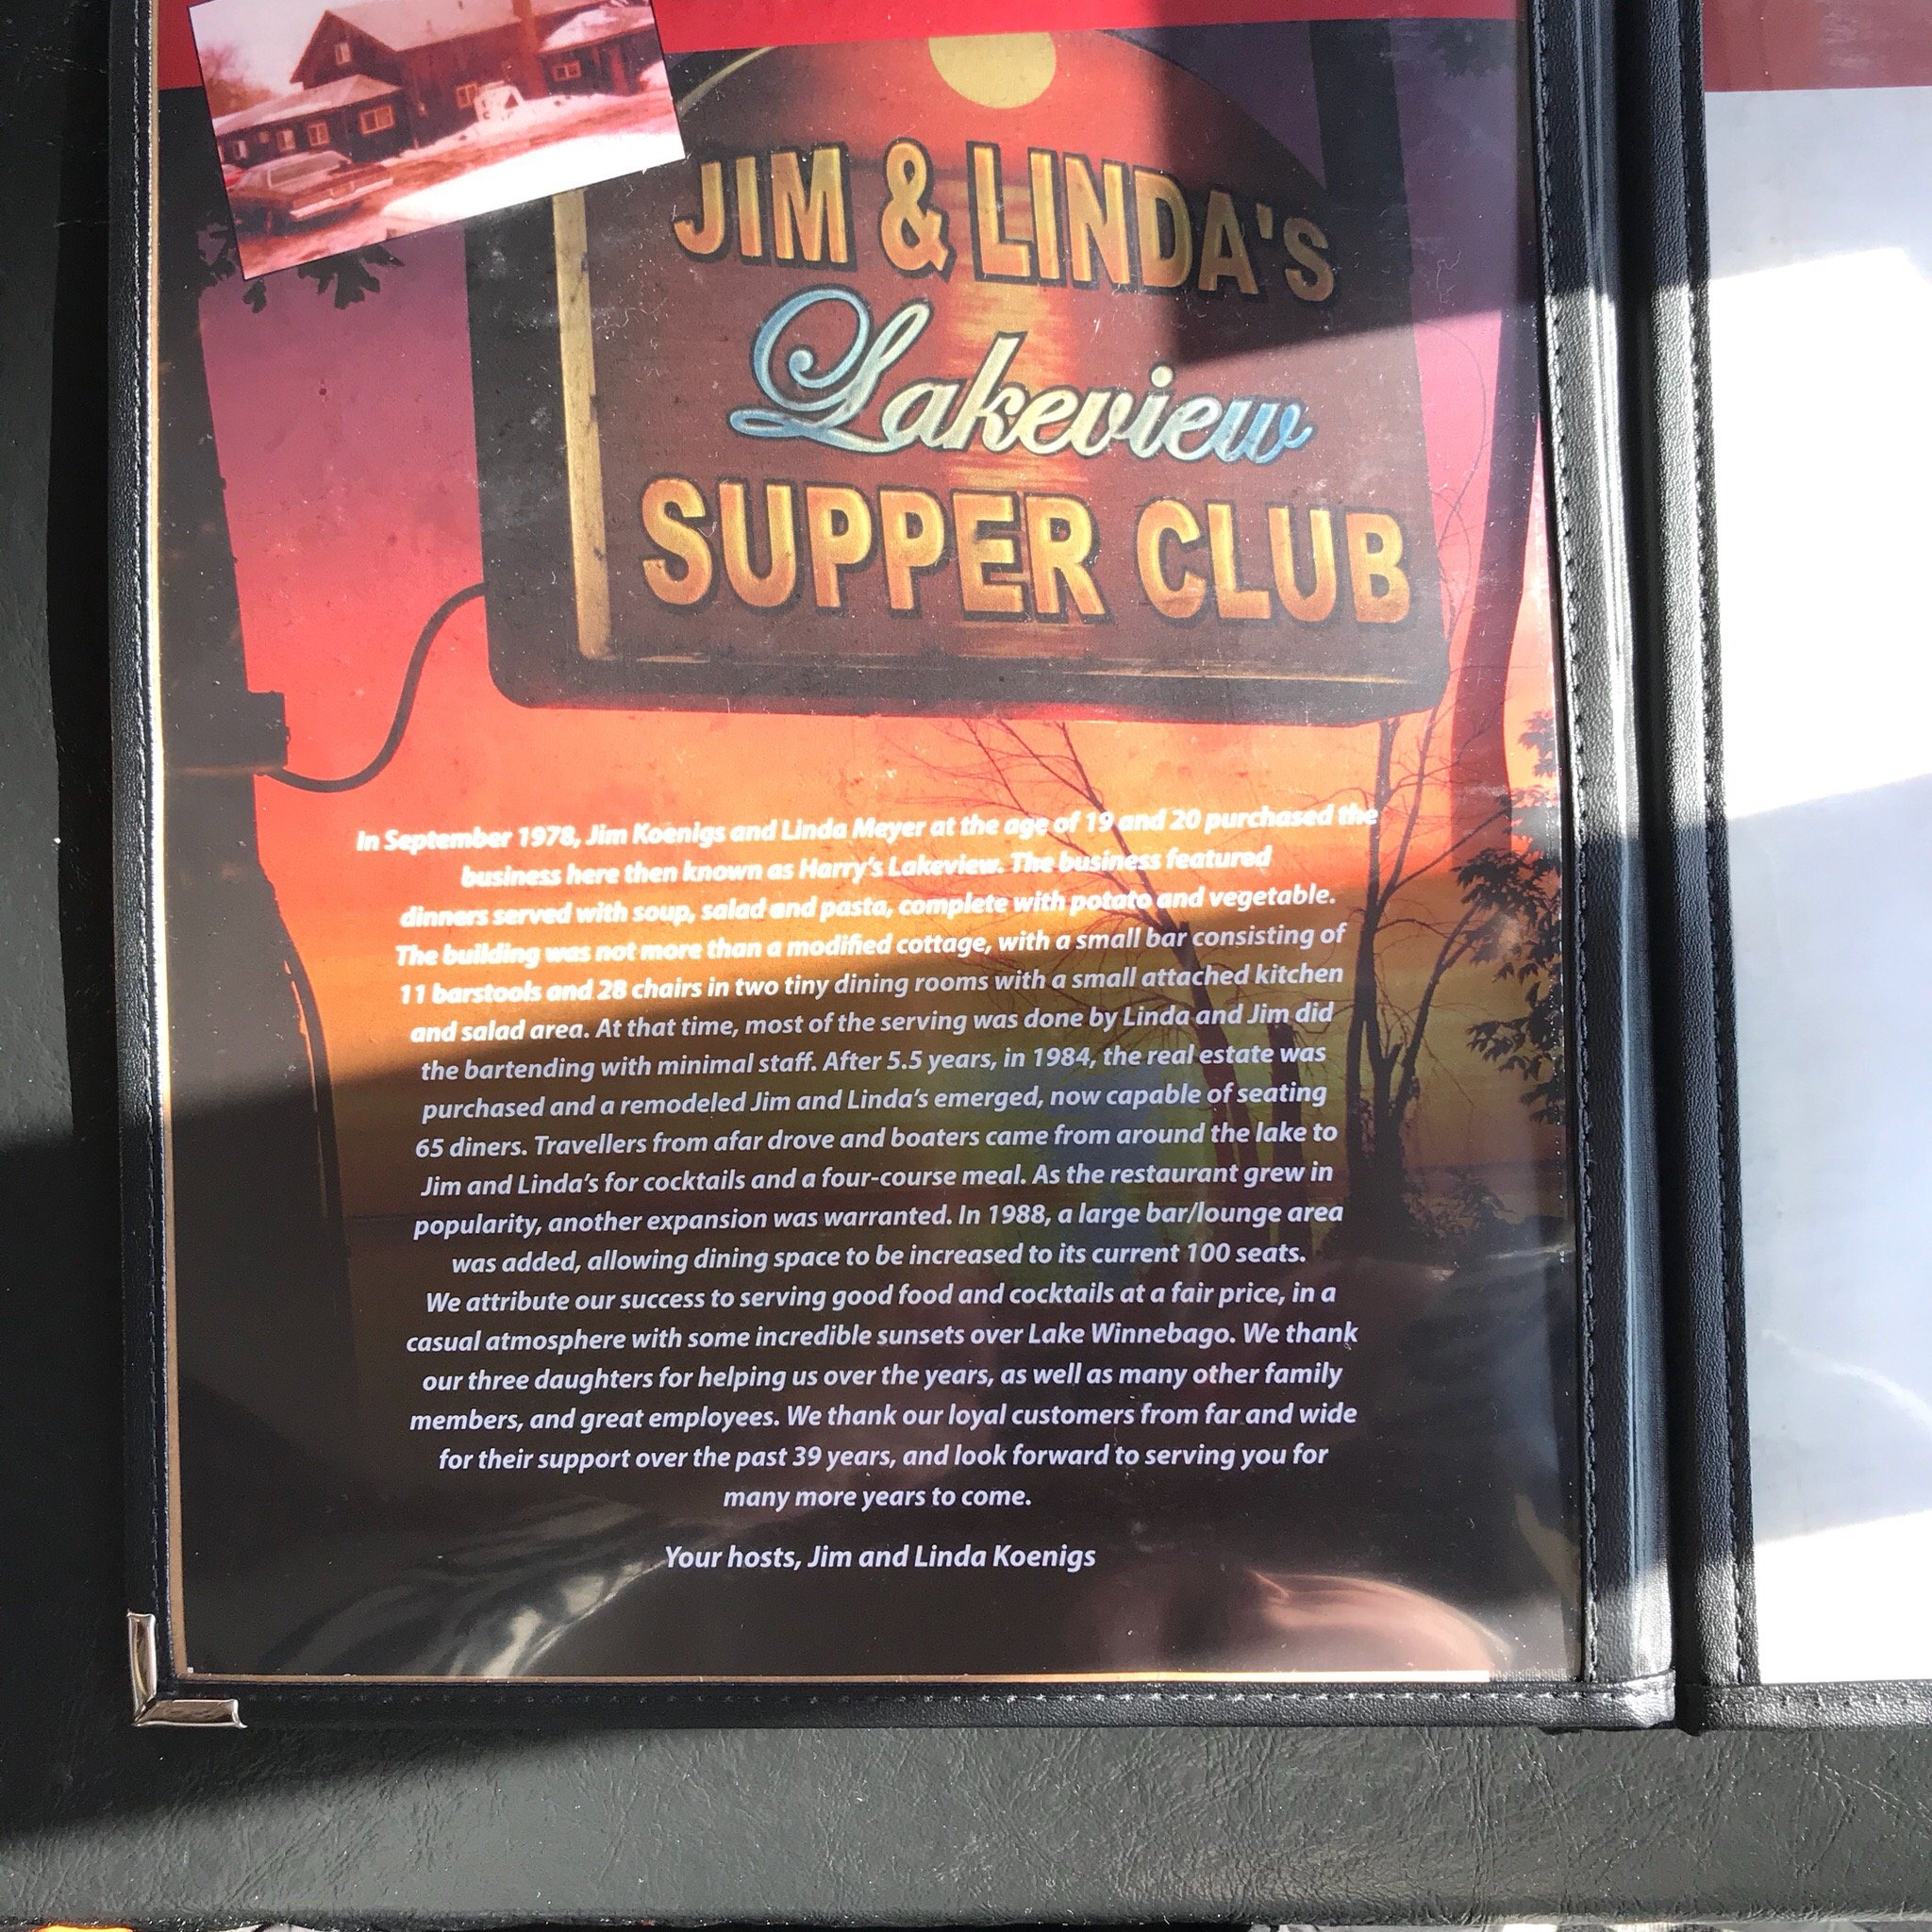 JIM & LINDA'S
Lakeview
SUPPER CLUB
In September 1978, Jim Koenigs and Linda Meyer at the age of 19 and 20 purchased the
business here then known as Harry's Lakeview. The business featured
dinners served with soup, salad and pasta, complete with potato and vegetable.
The building was not more than a modified cottage, with a small bar consisting of
11 barstools and 28 chairs in two tiny dining rooms with a small attached kitchen
and salad area. At that time, most of the serving was done by Linda and Jim did
the bartending with minimal staff. After 5.5 years, in 1984, the real estate was
purchased and a remodeled Jim and Linda's emerged, now capable of seating
65 diners. Travellers from afar drove and boaters came from around the lake to
Jim and Linda's for cocktails and a four-course meal. As the restaurant grew in
popularity, another expansion was warranted. In 1988, a large bar/lounge area
was added, allowing dining space to be increased to its current 100 seats.
We attribute our success to serving good food and cocktails at a fair price, in a
casual atmosphere with some incredible sunsets over Lake Winnebago. We thank
our three daughters for helping us over the years, as well as many other family
members, and great employees. We thank our loyal customers from far and wide
for their support over the past 39 years, and look forward to serving you for
many more years to come.
Your hosts, Jim and Linda Koenigs